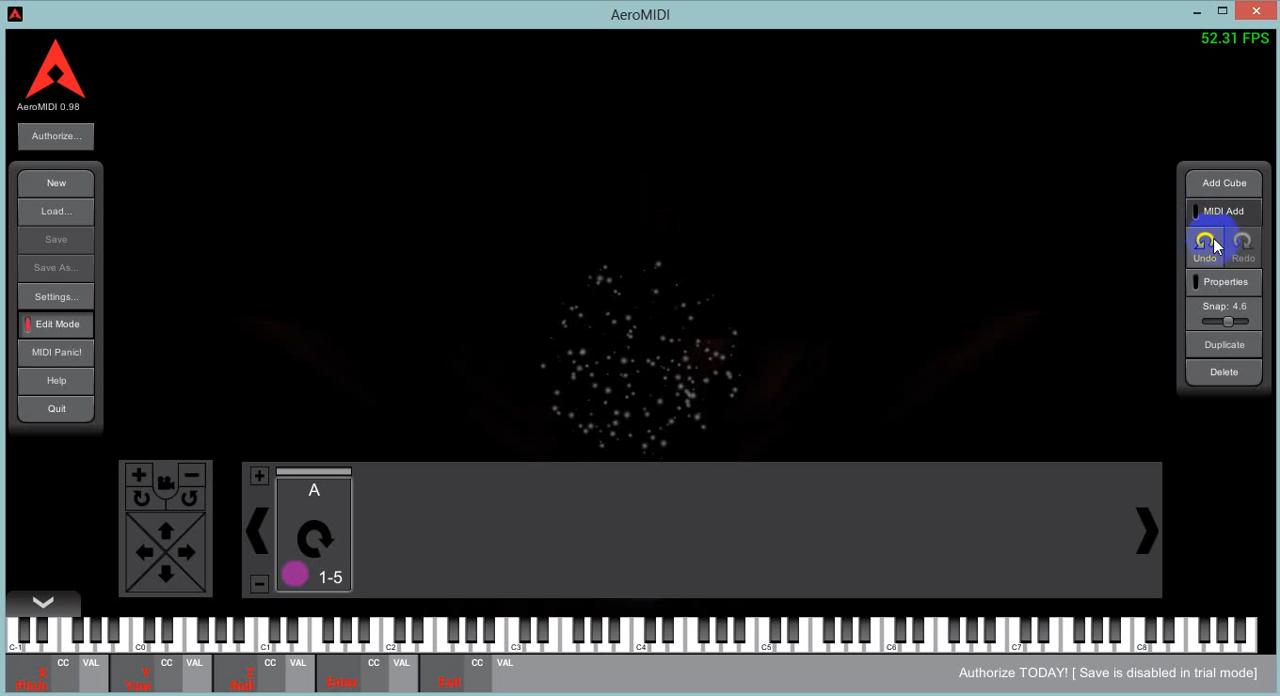 AeroMIDI
52.31 FPS
AeroMIDI 0.98
Authorize...
New
Load...
Save
Save As...
Settings...
Edit Mode
MIDI Panic!
Help
Quit
Add Cube
MIDI Add
Undo Redo
Properties
Snap: 4.6
Duplicate
Delete
A
1-5
C-1 C0 C1 C2 C3 C4 C5 C6 C7 C8
X Pitch CC VAL Y Yaw CC VAL Z Roll CC VAL Enter CC VAL Exit CC VAL
Authorize TODAY! [ Save is disabled in trial mode]